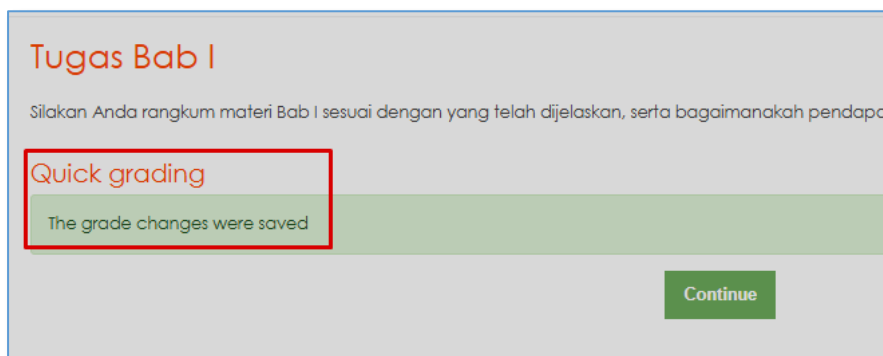 Tugas Bab I
Silakan Anda rangkum materi Bab I sesuai dengan yang telah dijelaskan, serta bagaimanakah
Quick grading
The grade changes were saved
Continue